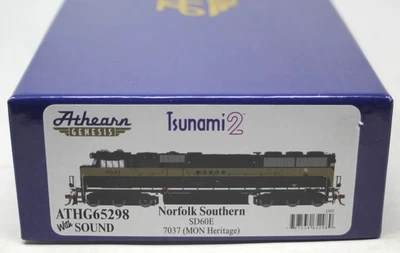 Athearn
GENESIS
Tsunami2
ATHG65298
With SOUND
Norfolk Southern
SD60E
7037 (MON Heritage)